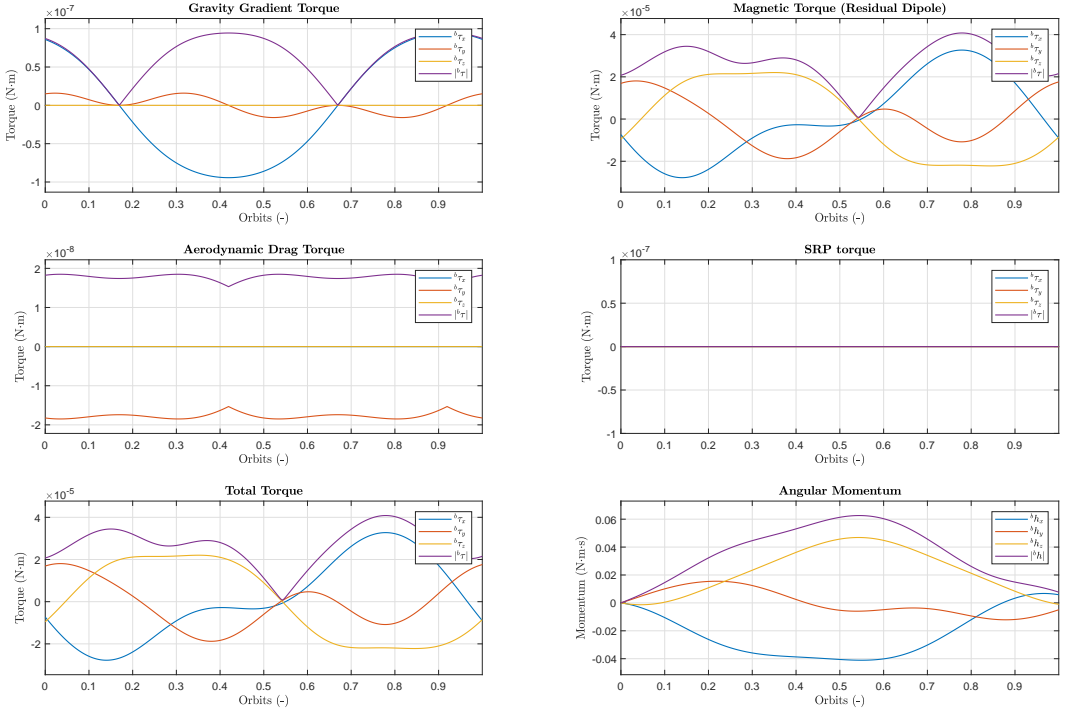 Gravity Gradient Torque
×10⁻⁷
1
0.5
0
-0.5
-1
Torque (N·m)
0 0.1 0.2 0.3 0.4 0.5 0.6 0.7 0.8 0.9
Orbits (-)
ᵇτₓ
ᵇτᵧ
ᵇτ_z
|ᵇτ|
Magnetic Torque (Residual Dipole)
×10⁻⁵
4
2
0
-2
Torque (N·m)
0 0.1 0.2 0.3 0.4 0.5 0.6 0.7 0.8 0.9
Orbits (-)
ᵇτₓ
ᵇτᵧ
ᵇτ_z
|ᵇτ|
Aerodynamic Drag Torque
×10⁻⁸
2
1
0
-1
-2
Torque (N·m)
0 0.1 0.2 0.3 0.4 0.5 0.6 0.7 0.8 0.9
Orbits (-)
ᵇτₓ
ᵇτᵧ
ᵇτ_z
|ᵇτ|
SRP torque
×10⁻⁷
1
0.5
0
-0.5
-1
Torque (N·m)
0 0.1 0.2 0.3 0.4 0.5 0.6 0.7 0.8 0.9
Orbits (-)
ᵇτₓ
ᵇτᵧ
ᵇτ_z
|ᵇτ|
Total Torque
×10⁻⁵
4
2
0
-2
Torque (N·m)
0 0.1 0.2 0.3 0.4 0.5 0.6 0.7 0.8 0.9
Orbits (-)
ᵇτₓ
ᵇτᵧ
ᵇτ_z
|ᵇτ|
Angular Momentum
0.06
0.04
0.02
0
-0.02
-0.04
Momentum (N·m·s)
0 0.1 0.2 0.3 0.4 0.5 0.6 0.7 0.8 0.9
Orbits (-)
ᵇhₓ
ᵇhᵧ
ᵇh_z
|ᵇh|